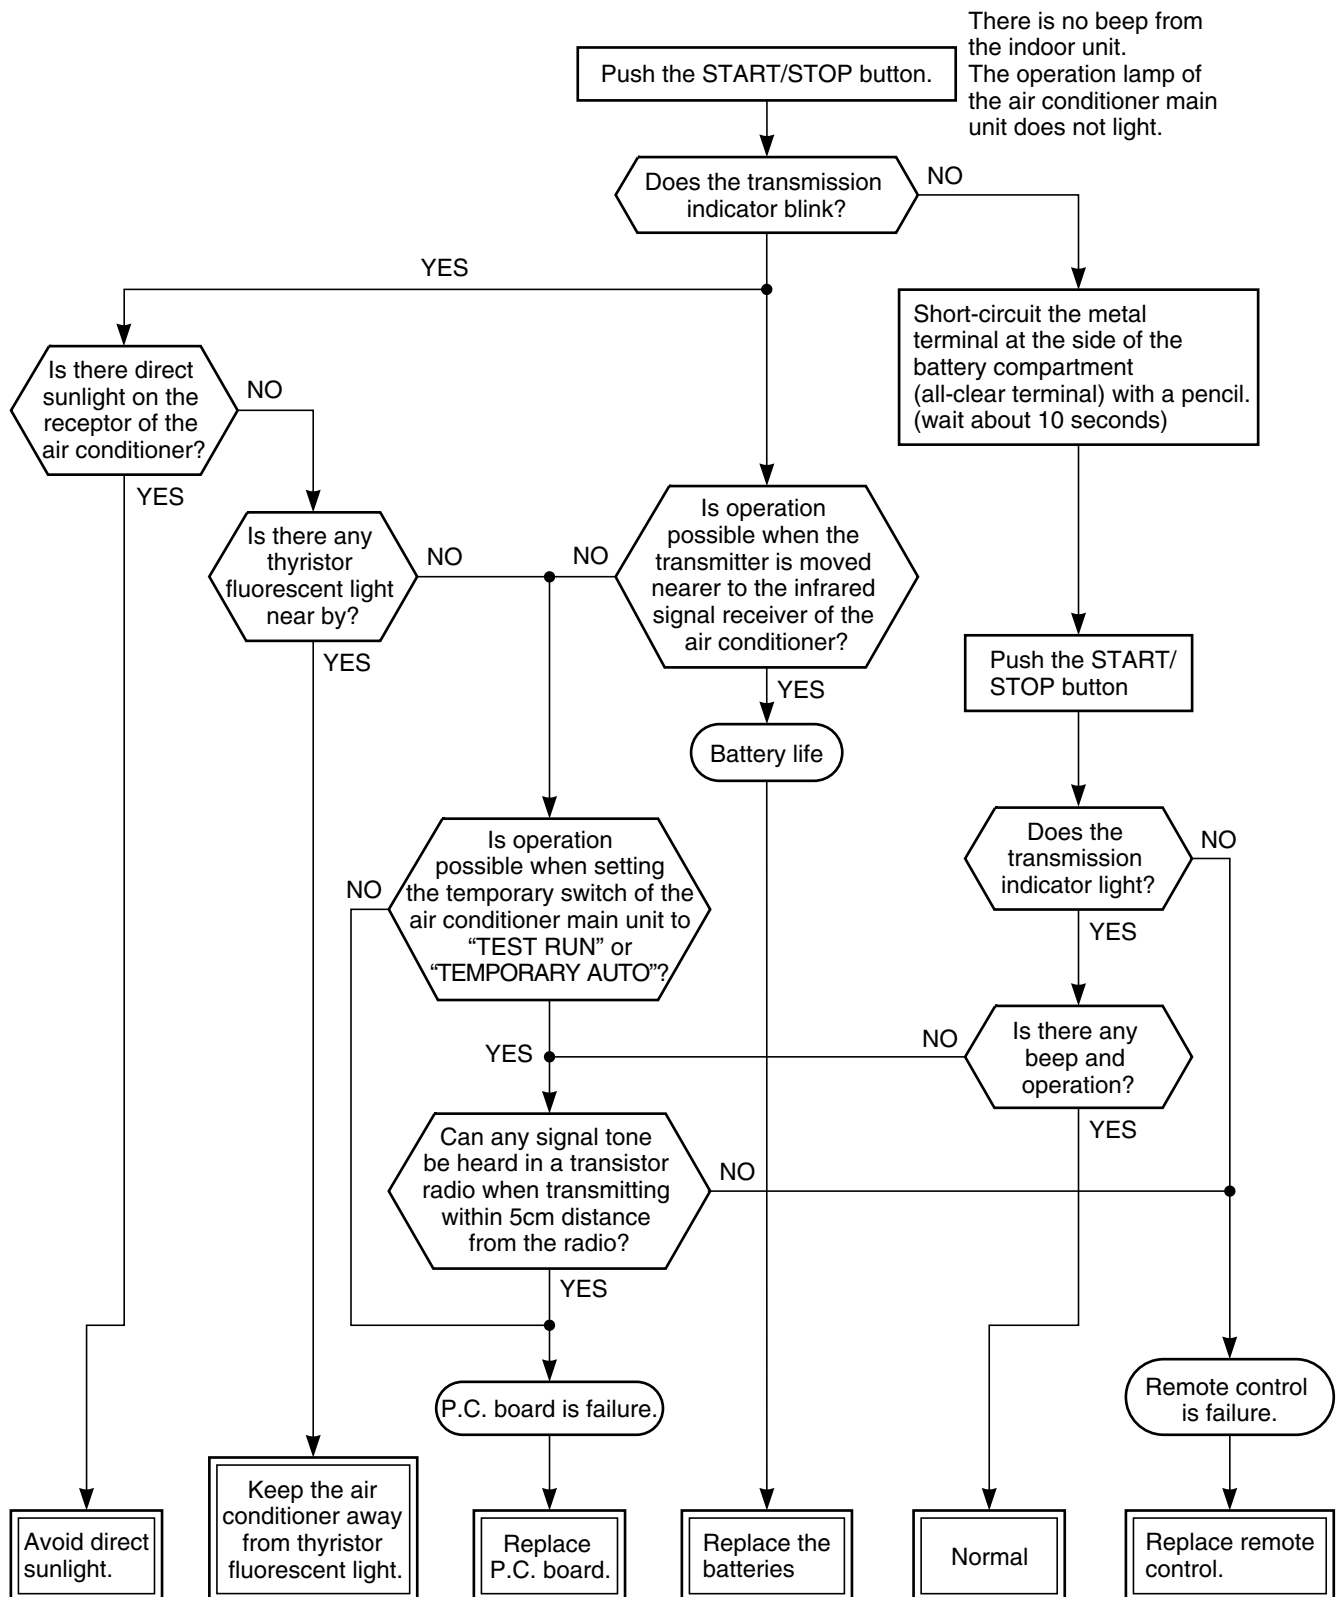 There is no beep from
the indoor unit.
The operation lamp of
the air conditioner main
unit does not light.
Push the START/STOP button.
Does the transmission
indicator blink?
NO
YES
Short-circuit the metal
terminal at the side of the
battery compartment
(all-clear terminal) with a pencil.
(wait about 10 seconds)
Is there direct
sunlight on the
receptor of the
air conditioner?
NO
YES
Is there any
thyristor
fluorescent light
near by?
NO
YES
NO
Is operation
possible when the
transmitter is moved
nearer to the infrared
signal receiver of the
air conditioner?
YES
Battery life
Push the START/
STOP button
Is operation
possible when setting
the temporary switch of the
air conditioner main unit to
“TEST RUN” or
“TEMPORARY AUTO”?
NO
YES
Does the
transmission
indicator light?
NO
YES
Is there any
beep and
operation?
NO
YES
Can any signal tone
be heard in a transistor
radio when transmitting
within 5cm distance
from the radio?
NO
YES
P.C. board is failure.
Remote control
is failure.
Avoid direct
sunlight.
Keep the air
conditioner away
from thyristor
fluorescent light.
Replace
P.C. board.
Replace the
batteries
Normal
Replace remote
control.